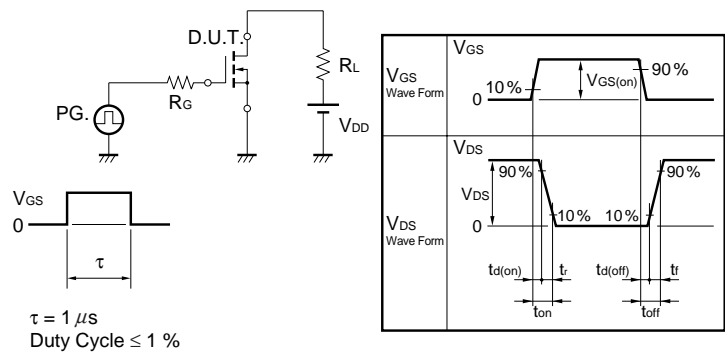 D.U.T.
RL
RG
PG.
VDD
VGS
0
τ
τ = 1 μs
Duty Cycle ≤ 1 %
VGS
Wave Form
VGS
10 %
0
VGS(on)
90 %
VDS
Wave Form
VDS
VDS
90 %
90 %
10 %
10 %
0
td(on)
tr
td(off)
tf
ton
toff